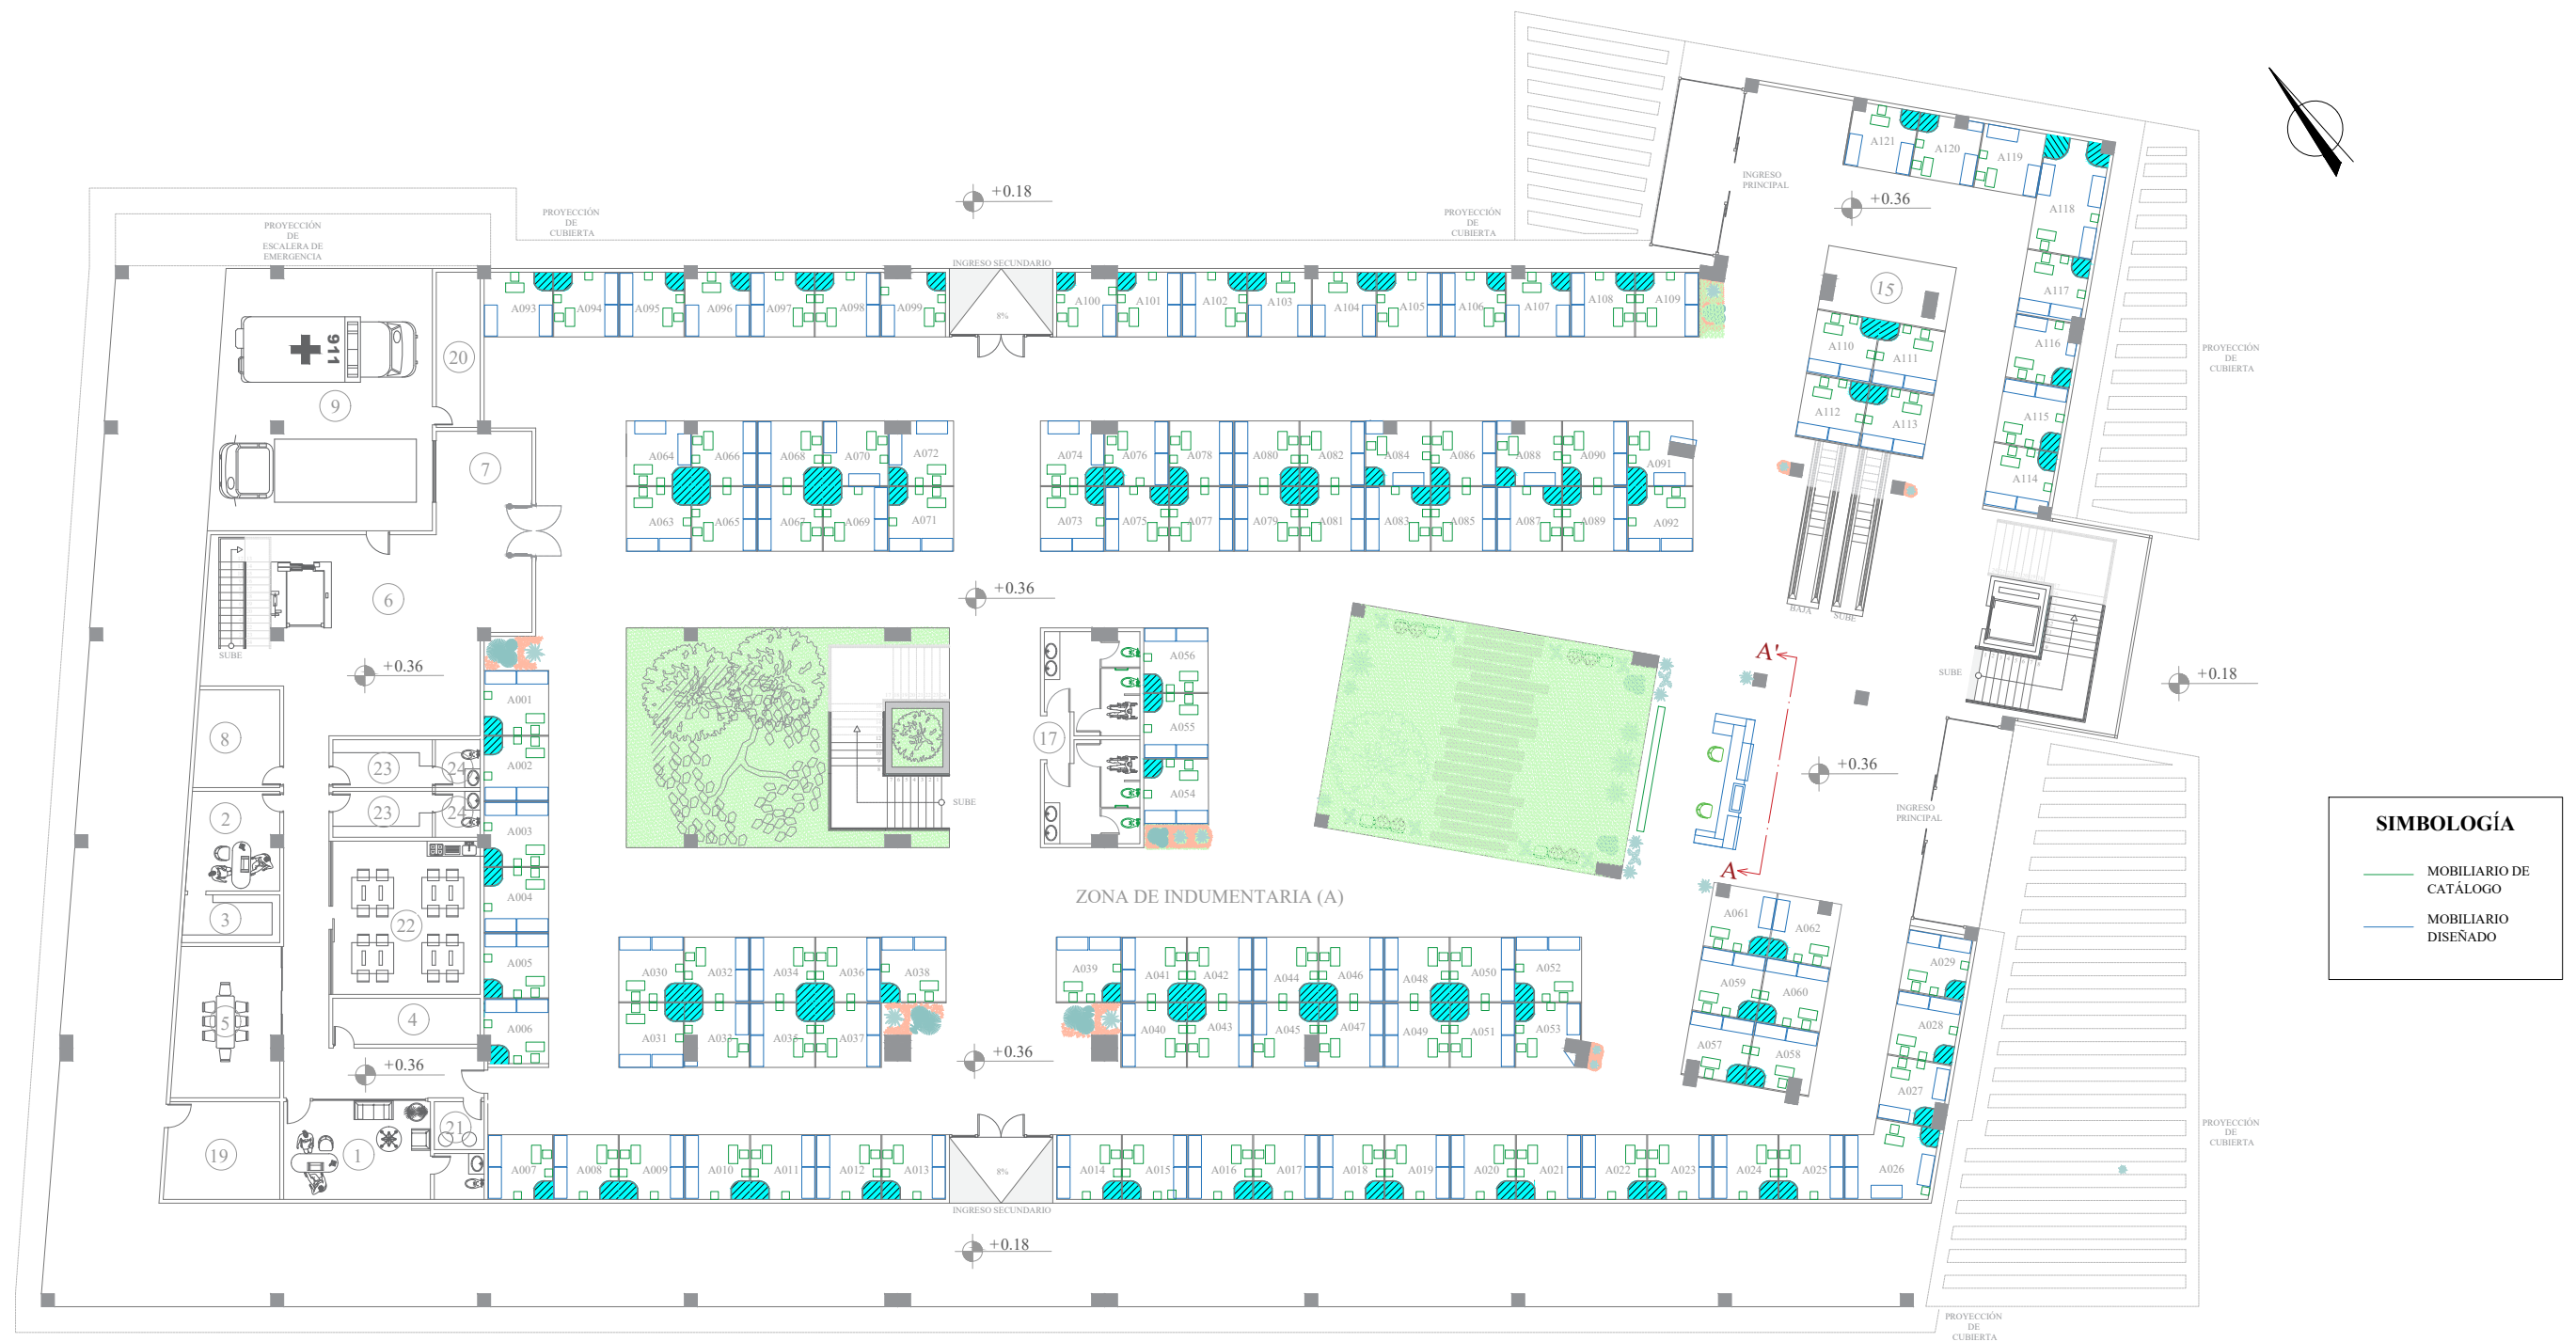 +0.18
PROYECCIÓN
DE
CUBIERTA
PROYECCIÓN
DE
CUBIERTA
PROYECCIÓN
DE
ESCALERA DE
EMERGENCIA
INGRESO SECUNDARIO
INGRESO
PRINCIPAL
+0.36
A121
A120
A119
A118
A117
A116
A115
A114
15
A110
A111
A112
A113
BAJA
SUBE
PROYECCIÓN
DE
CUBIERTA
A093
A094
A095
A096
A097
A098
A099
8%
A100
A101
A102
A103
A104
A105
A106
A107
A108
A109
911
9
20
7
A064
A066
A068
A070
A072
A063
A065
A067
A069
A071
A074
A076
A078
A080
A082
A084
A086
A088
A090
A091
A073
A075
A077
A079
A081
A083
A085
A087
A089
A092
6
SUBE
+0.36
+0.36
A001
A002
A003
A004
A005
A006
8
2
3
23
24
23
24
22
5
4
+0.36
19
1
21
SUBE
17
A056
A055
A054
A'
A
+0.36
SUBE
+0.18
INGRESO
PRINCIPAL
ZONA DE INDUMENTARIA (A)
A030
A032
A034
A036
A038
A031
A033
A035
A037
A039
A041
A042
A044
A046
A048
A050
A052
A040
A043
A045
A047
A049
A051
A053
+0.36
A061
A062
A059
A060
A057
A058
A029
A028
A027
A026
A007
A008
A009
A010
A011
A012
A013
8%
A014
A015
A016
A017
A018
A019
A020
A021
A022
A023
A024
A025
INGRESO SECUNDARIO
+0.18
PROYECCIÓN
DE
CUBIERTA
PROYECCIÓN
DE
CUBIERTA
SIMBOLOGÍA
MOBILIARIO DE
CATÁLOGO
MOBILIARIO
DISEÑADO